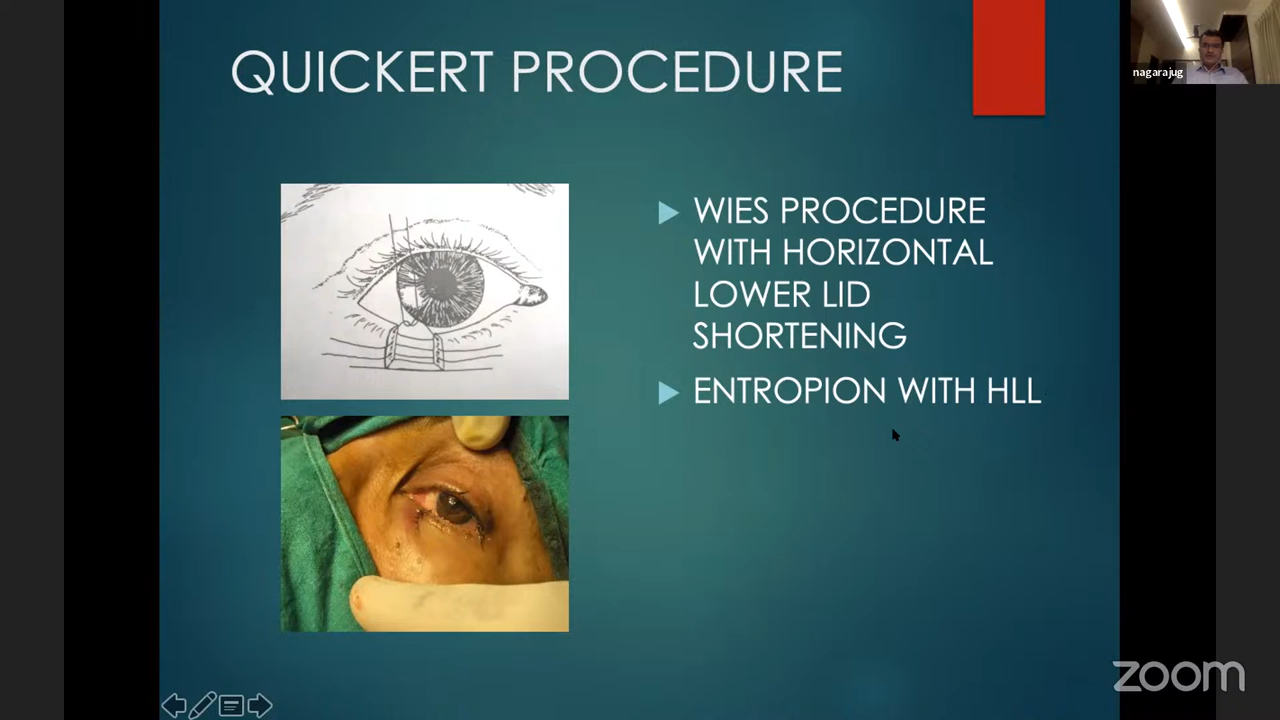 QUICKERT PROCEDURE
nagarajug
WIES PROCEDURE
WITH HORIZONTAL
LOWER LID
SHORTENING
ENTROPION WITH HLL
zoom